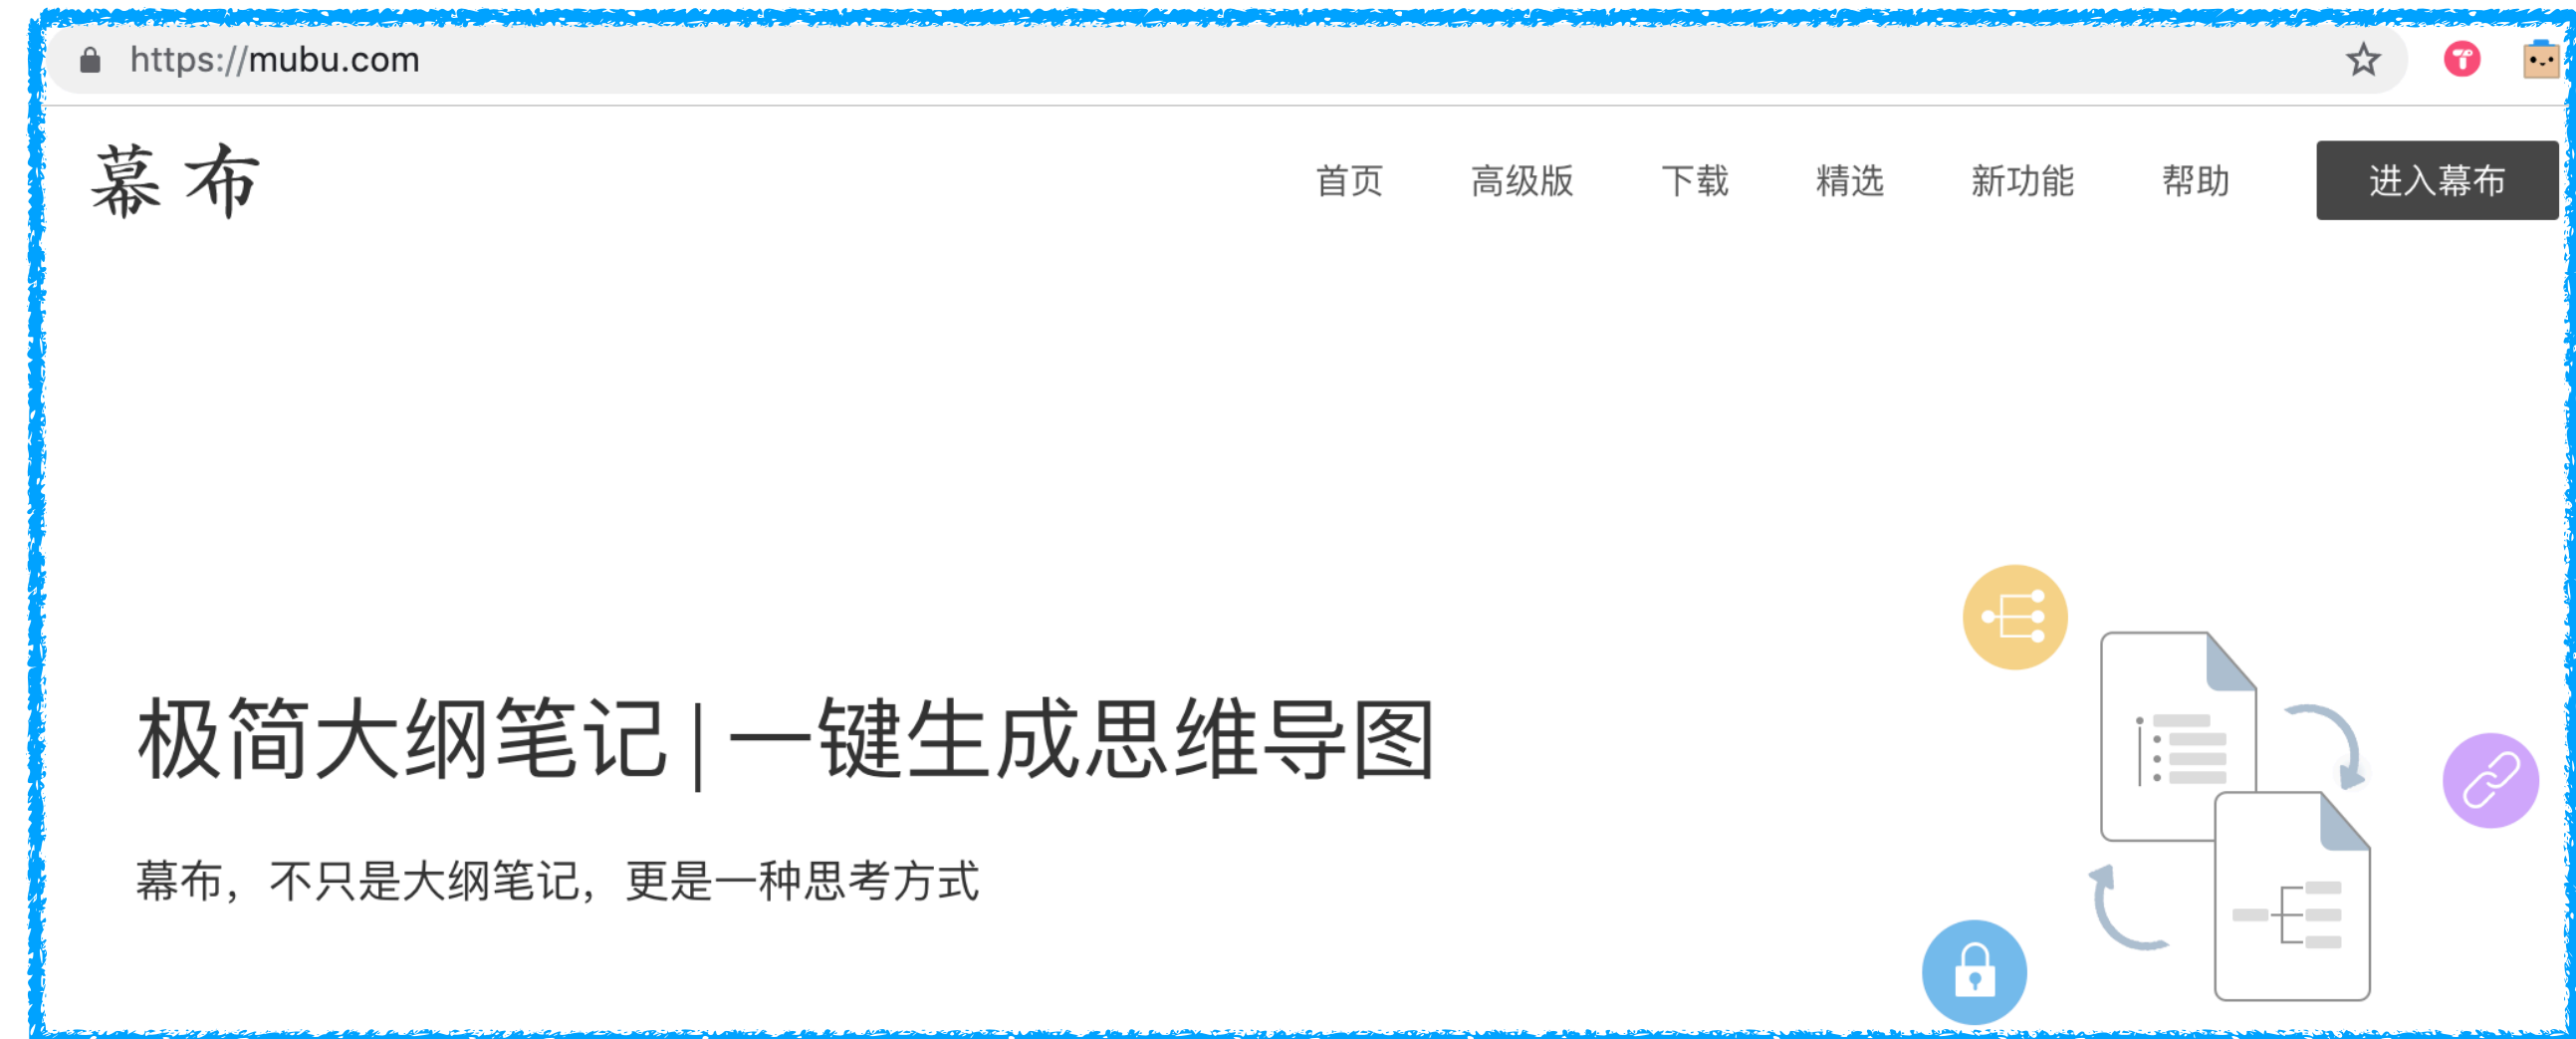 https://mubu.com
幕布
首页 高级版 下载 精选 新功能 帮助 进入幕布
极简大纲笔记 | 一键生成思维导图
幕布，不只是大纲笔记，更是一种思考方式